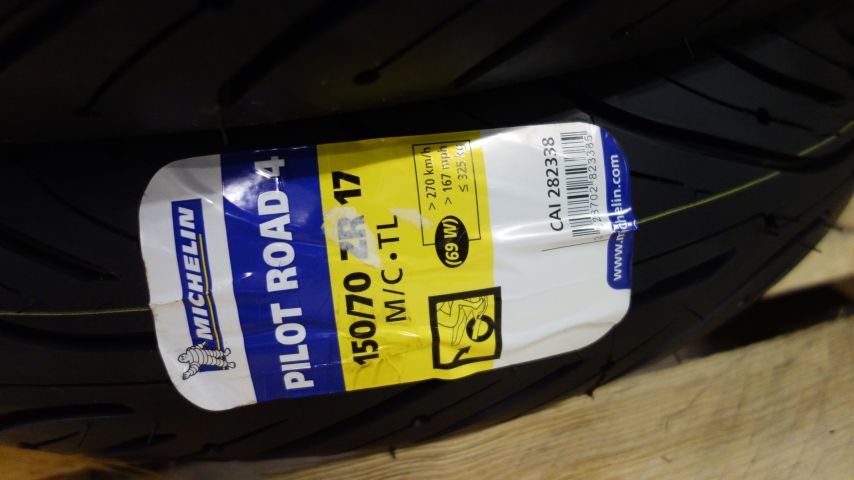 MICHELIN
PILOT ROAD 4
150/70 ZR 17
M/C • TL
(69 W)
> 270 km/h
> 167 mph
≤ 325 kg
CAI 282338
www.michelin.com